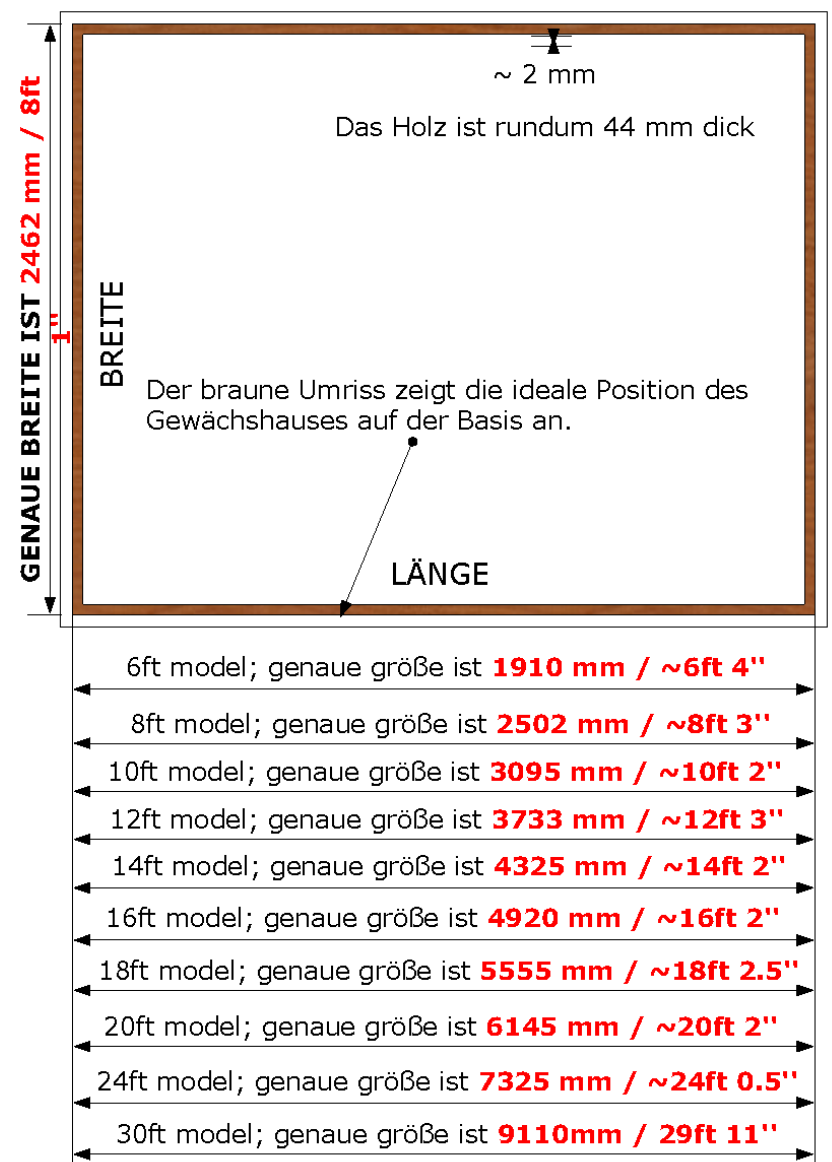 ~ 2 mm
Das Holz ist rundum 44 mm dick
GENAUE BREITE IST 2462 mm / 8ft
1''
BREITE
Der braune Umriss zeigt die ideale Position des
Gewächshauses auf der Basis an.
LÄNGE
6ft model; genaue größe ist 1910 mm / ~6ft 4''
8ft model; genaue größe ist 2502 mm / ~8ft 3''
10ft model; genaue größe ist 3095 mm / ~10ft 2''
12ft model; genaue größe ist 3733 mm / ~12ft 3''
14ft model; genaue größe ist 4325 mm / ~14ft 2''
16ft model; genaue größe ist 4920 mm / ~16ft 2''
18ft model; genaue größe ist 5555 mm / ~18ft 2.5''
20ft model; genaue größe ist 6145 mm / ~20ft 2''
24ft model; genaue größe ist 7325 mm / ~24ft 0.5''
30ft model; genaue größe ist 9110mm / 29ft 11''